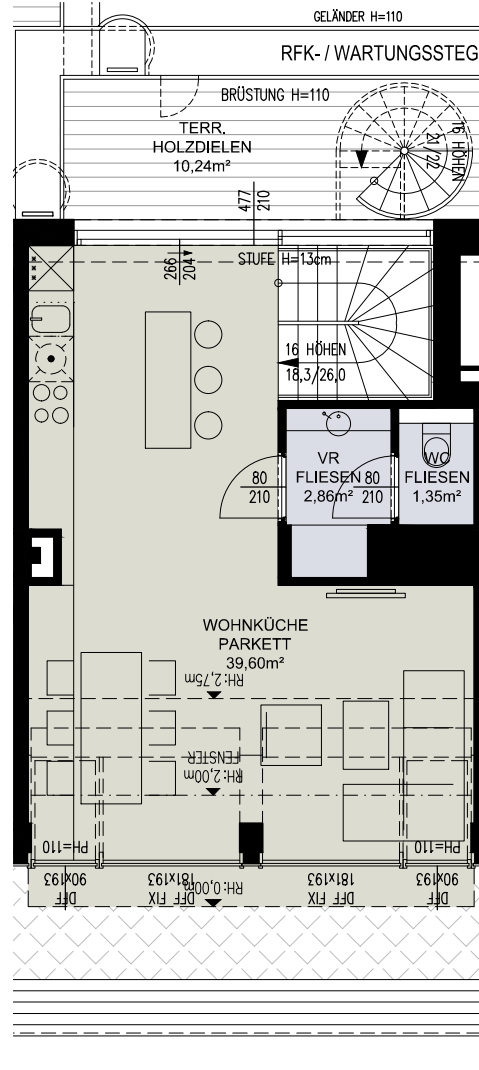 GELÄNDER H=110
RFK- / WARTUNGSSTEG
BRÜSTUNG H=110
TERR.
HOLZDIELEN
10,24m²
16 HÖHEN
21/22
477
210
266
204
STUFE H=13cm
16 HÖHEN
18,3/26,0
VR
FLIESEN
2,86m²
80
210
WC
FLIESEN
1,35m²
80
210
WOHNKÜCHE
PARKETT
39,60m²
RH:2,75m
FENSTER
RH:2,00m
PH=110
PH=110
DFF
90x193
DFF FIX
181x193
RH:0,00m
DFF FIX
181x193
DFF
90x193